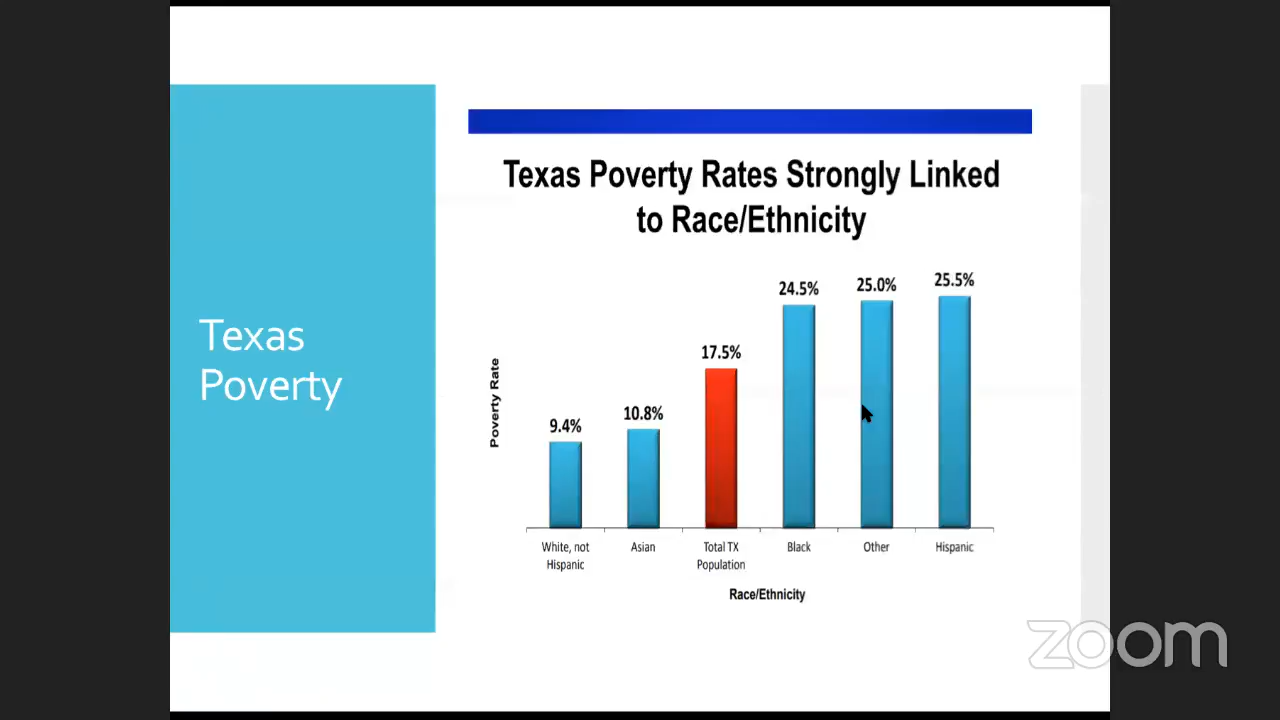 Texas
Poverty
Texas Poverty Rates Strongly Linked
to Race/Ethnicity
Poverty Rate
9.4%
10.8%
17.5%
24.5%
25.0%
25.5%
White, not
Hispanic
Asian
Total TX
Population
Black
Other
Hispanic
Race/Ethnicity
zoom